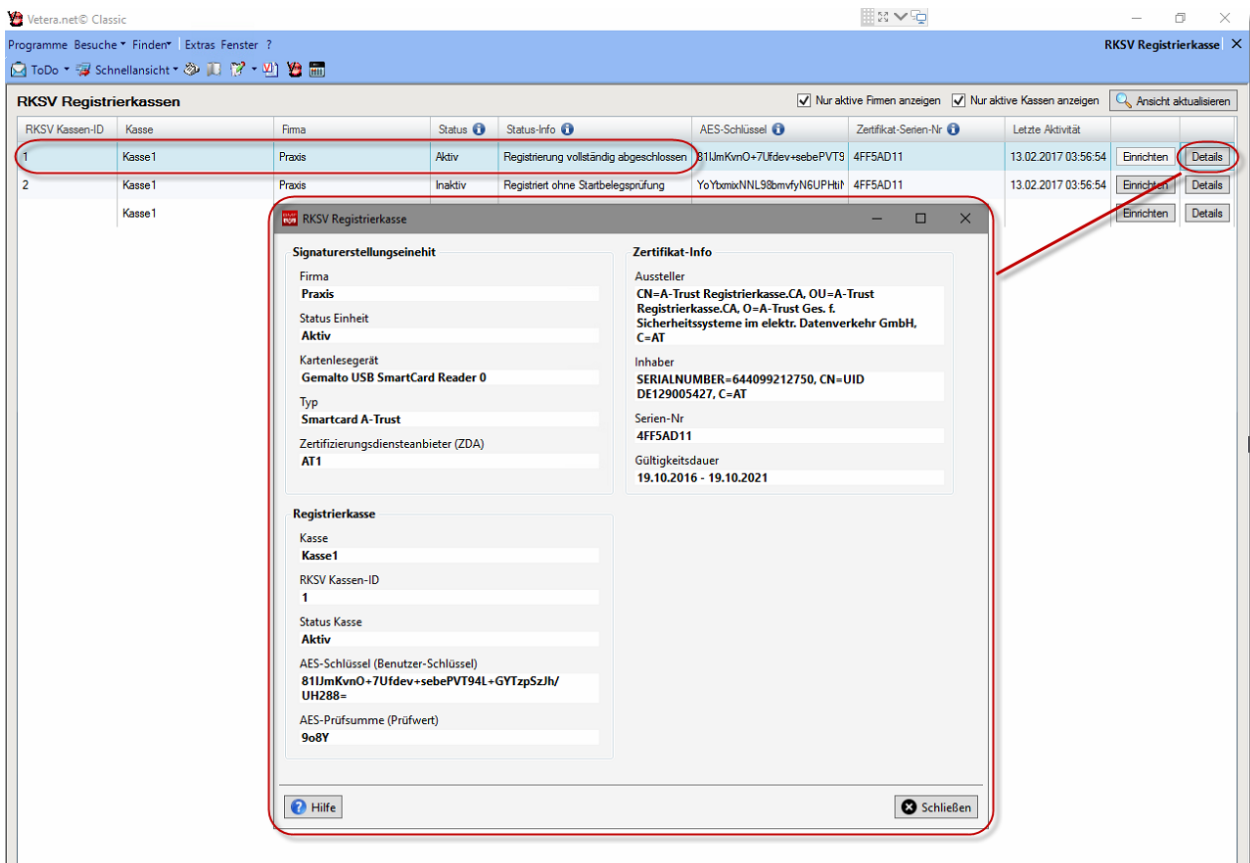 Vetera.net© Classic
Programme Besuche Finden Extras Fenster ?
RKSV Registrierkasse
ToDo Schnellansicht
RKSV Registrierkassen
Nur aktive Firmen anzeigen Nur aktive Kassen anzeigen Ansicht aktualisieren
RKSV Kassen-ID Kasse Firma Status Status-Info AES-Schlüssel Zertifikat-Serien-Nr Letzte Aktivität
1 Kasse1 Praxis Aktiv Registrierung vollständig abgeschlossen 81IJmKvnO+7Ufdev+sebePVT9 4FF5AD11 13.02.2017 03:56:54 Einrichten Details
2 Kasse1 Praxis Inaktiv Registriert ohne Startbelegsprüfung 4FF5AD11 13.02.2017 03:56:54 Einrichten Details
Kasse1 Einrichten Details
RKSV Registrierkasse
Signaturerstellungseinehit
Firma
Praxis
Status Einheit
Aktiv
Kartenlesegerät
Gemalto USB SmartCard Reader 0
Typ
Smartcard A-Trust
Zertifizierungsdiensteanbieter (ZDA)
AT1
Zertifikat-Info
Aussteller
CN=A-Trust Registrierkasse.CA, OU=A-Trust
Registrierkasse.CA, O=A-Trust Ges. f.
Sicherheitssysteme im elektr. Datenverkehr GmbH,
C=AT
Inhaber
SERIALNUMBER=644099212750, CN=UID
DE129005427, C=AT
Serien-Nr
4FF5AD11
Gültigkeitsdauer
19.10.2016 - 19.10.2021
Registrierkasse
Kasse
Kasse1
RKSV Kassen-ID
1
Status Kasse
Aktiv
AES-Schlüssel (Benutzer-Schlüssel)
81IJmKvnO+7Ufdev+sebePVT94L+GYTzpSzJh/
UH288=
AES-Prüfsumme (Prüfwert)
9o8Y
Hilfe
Schließen